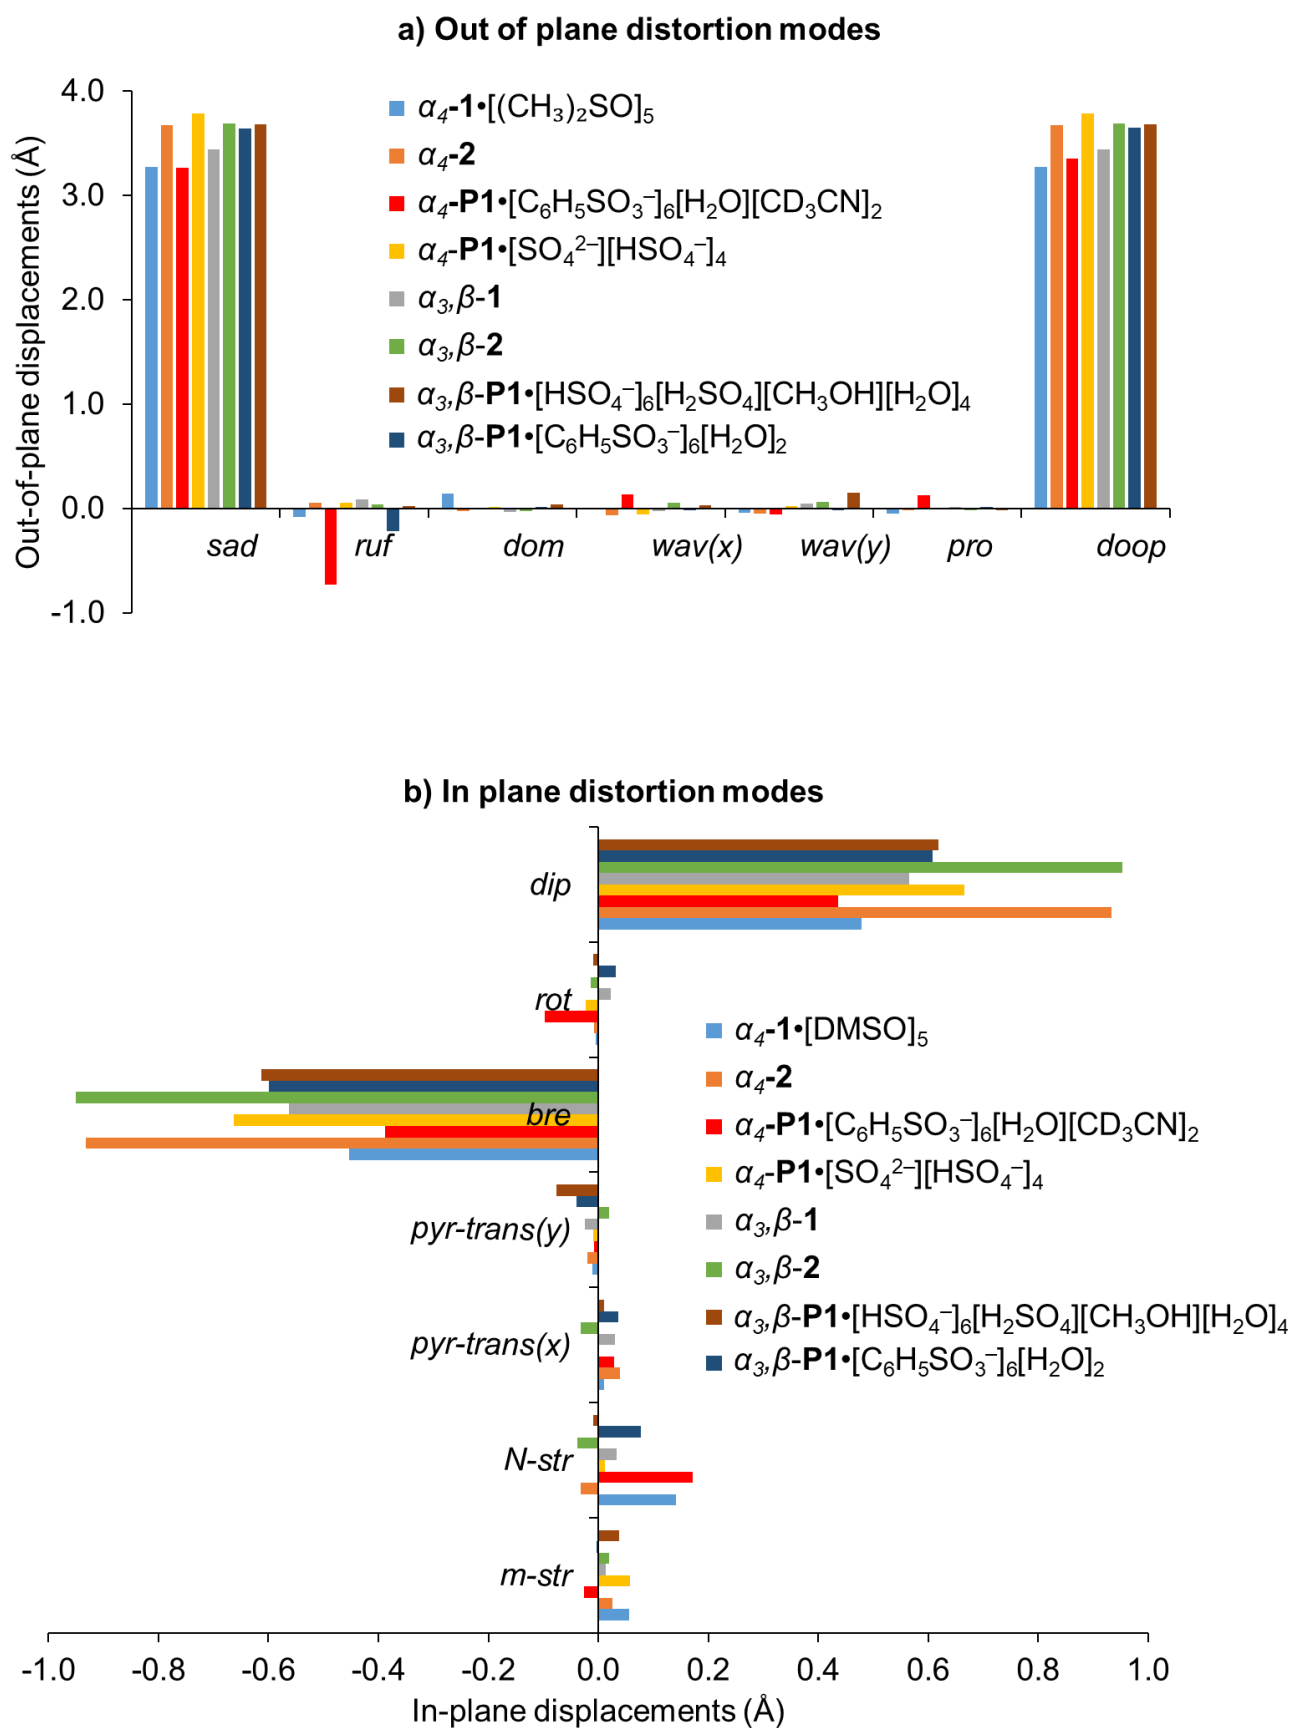 a) Out of plane distortion modes
Out-of-plane displacements (Å)
4.0
3.0
2.0
1.0
0.0
-1.0
α₄-1•[(CH₃)₂SO]₅
α₄-2
α₄-P1•[C₆H₅SO₃⁻]₆[H₂O][CD₃CN]₂
α₄-P1•[SO₄²⁻][HSO₄⁻]₄
α₃,β-1
α₃,β-2
α₃,β-P1•[HSO₄⁻]₆[H₂SO₄][CH₃OH][H₂O]₄
α₃,β-P1•[C₆H₅SO₃⁻]₆[H₂O]₂
sad ruf dom wav(x) wav(y) pro doop
b) In plane distortion modes
dip
rot
bre
pyr-trans(y)
pyr-trans(x)
N-str
m-str
α₄-1•[DMSO]₅
α₄-2
α₄-P1•[C₆H₅SO₃⁻]₆[H₂O][CD₃CN]₂
α₄-P1•[SO₄²⁻][HSO₄⁻]₄
α₃,β-1
α₃,β-2
α₃,β-P1•[HSO₄⁻]₆[H₂SO₄][CH₃OH][H₂O]₄
α₃,β-P1•[C₆H₅SO₃⁻]₆[H₂O]₂
-1.0 -0.8 -0.6 -0.4 -0.2 0.0 0.2 0.4 0.6 0.8 1.0
In-plane displacements (Å)